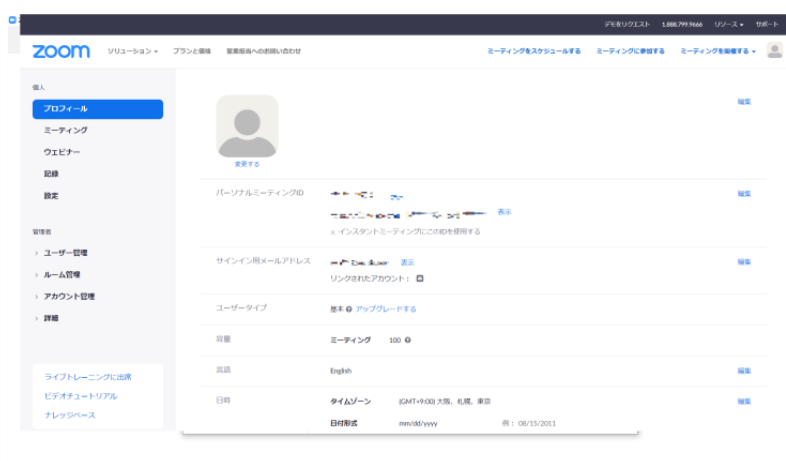 デモをリクエスト 1.888.799.9666 リソース サポート
zoom ソリューション プランと価格 営業担当へのお問い合わせ ミーティングをスケジュールする ミーティングに参加する ミーティングを開催する
個人
プロフィール
ミーティング
ウェビナー
記録
設定
管理者
ユーザー管理
ルーム管理
アカウント管理
詳細
ライブトレーニングに出席
ビデオチュートリアル
ナレッジベース
変更する
編集
パーソナルミーティングID
編集
表示
x インスタントミーティングにこのIDを使用する
サインイン用メールアドレス 表示 編集
リンクされたアカウント：
ユーザータイプ 基本 アップグレードする
容量 ミーティング 100
言語 English 編集
日時 タイムゾーン (GMT+9:00) 大阪、札幌、東京 編集
日付形式 mm/dd/yyyy 例： 08/15/2011